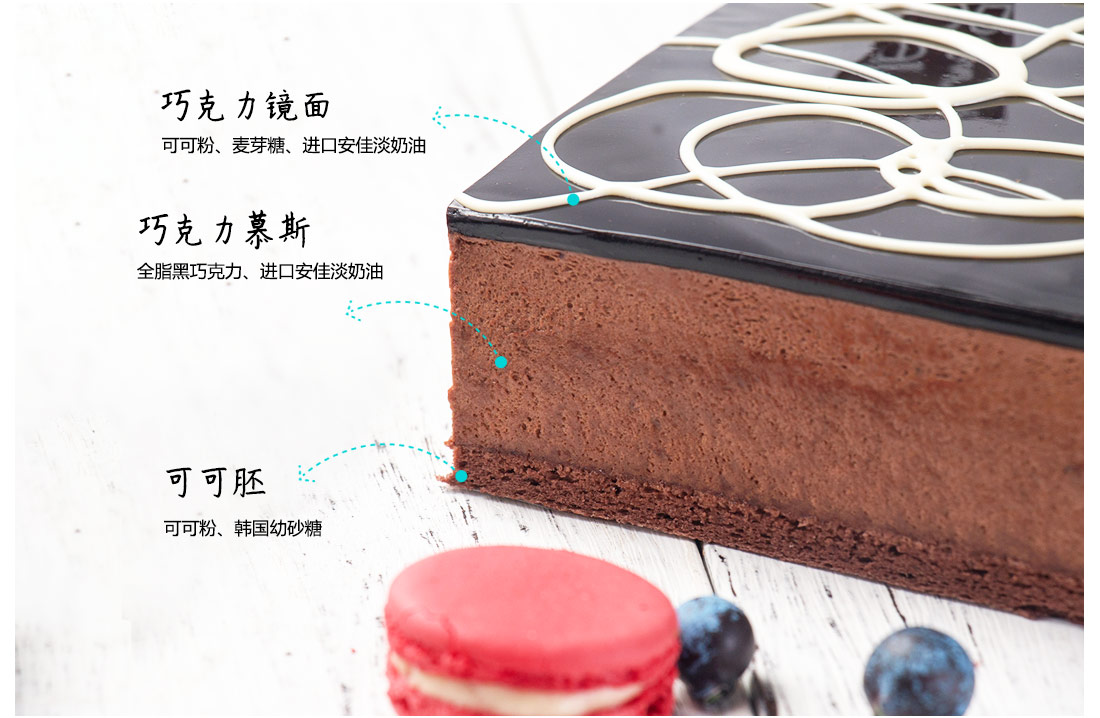 巧克力镜面
可可粉、麦芽糖、进口安佳淡奶油
巧克力慕斯
全脂黑巧克力、进口安佳淡奶油
可可胚
可可粉、韩国幼砂糖